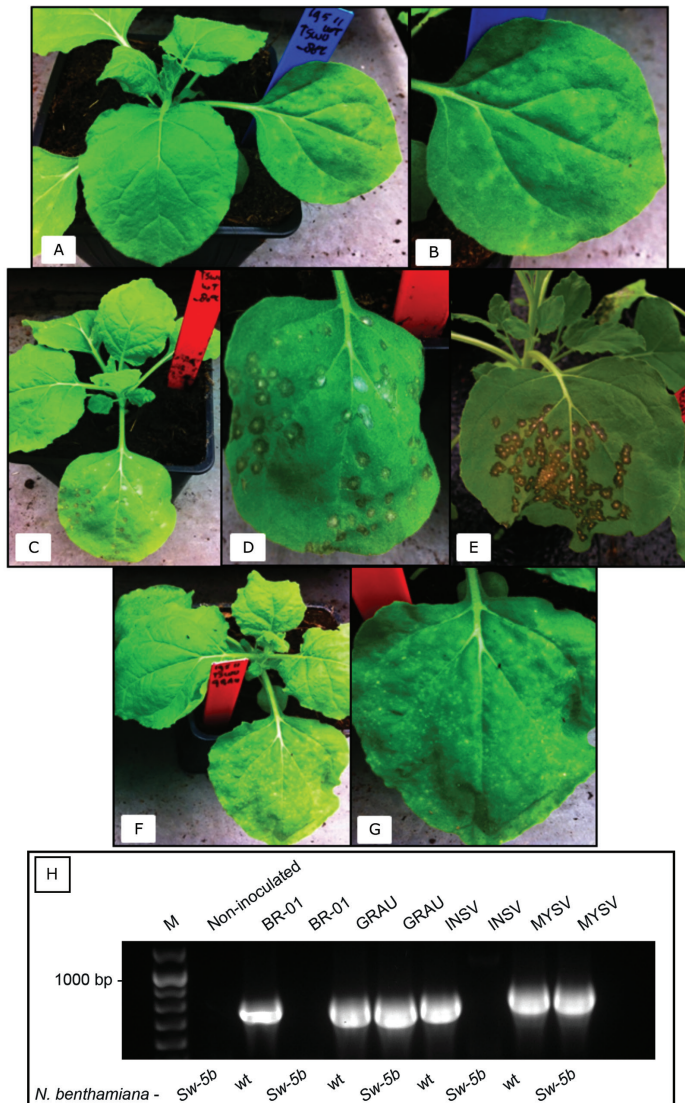 A
B
C
D
E
F
G
H
M
Non-inoculated
BR-01
BR-01
GRAU
GRAU
INSV
INSV
MYSV
MYSV
1000 bp -
N. benthamiana - Sw-5b wt Sw-5b wt Sw-5b wt Sw-5b wt Sw-5b